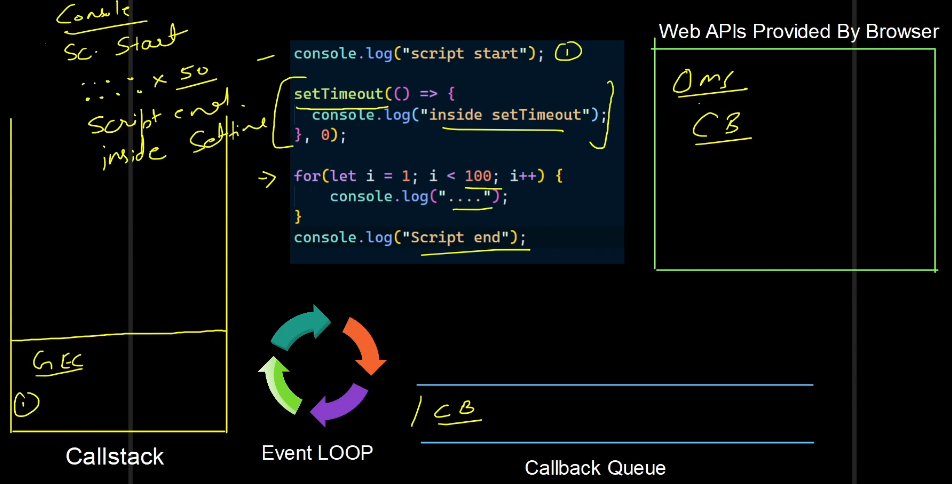 Console
Sc. Start
..... x 50
.....
Script end.
inside Settime
console.log("script start"); 1
setTimeout(() => {
console.log("inside setTimeout");
}, 0);
for(let i = 1; i < 100; i++) {
console.log("....");
}
console.log("Script end");
Web APIs Provided By Browser
0ms
CB
GEC
1
Callstack
Event LOOP
CB
Callback Queue